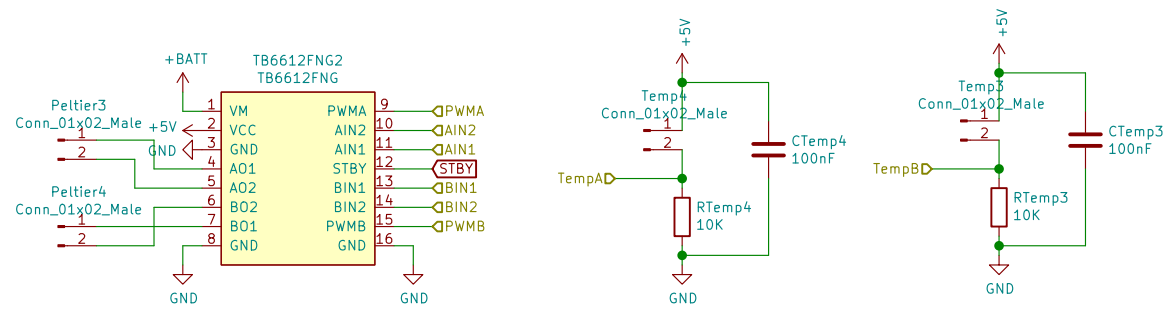 +BATT
TB6612FNG2
TB6612FNG
Peltier3
Conn_01x02_Male
1
2
+5V
GND
Peltier4
Conn_01x02_Male
1
2
1 VM
2 VCC
3 GND
4 AO1
5 AO2
6 BO2
7 BO1
8 GND
PWMA 9 PWMA
AIN2 10 AIN2
AIN1 11 AIN1
STBY 12 STBY
BIN1 13 BIN1
BIN2 14 BIN2
PWMB 15 PWMB
GND 16
GND
GND
+5V
Temp4
Conn_01x02_Male
1
2
CTemp4
100nF
TempA
RTemp4
10K
GND
+5V
Temp3
Conn_01x02_Male
1
2
CTemp3
100nF
TempB
RTemp3
10K
GND